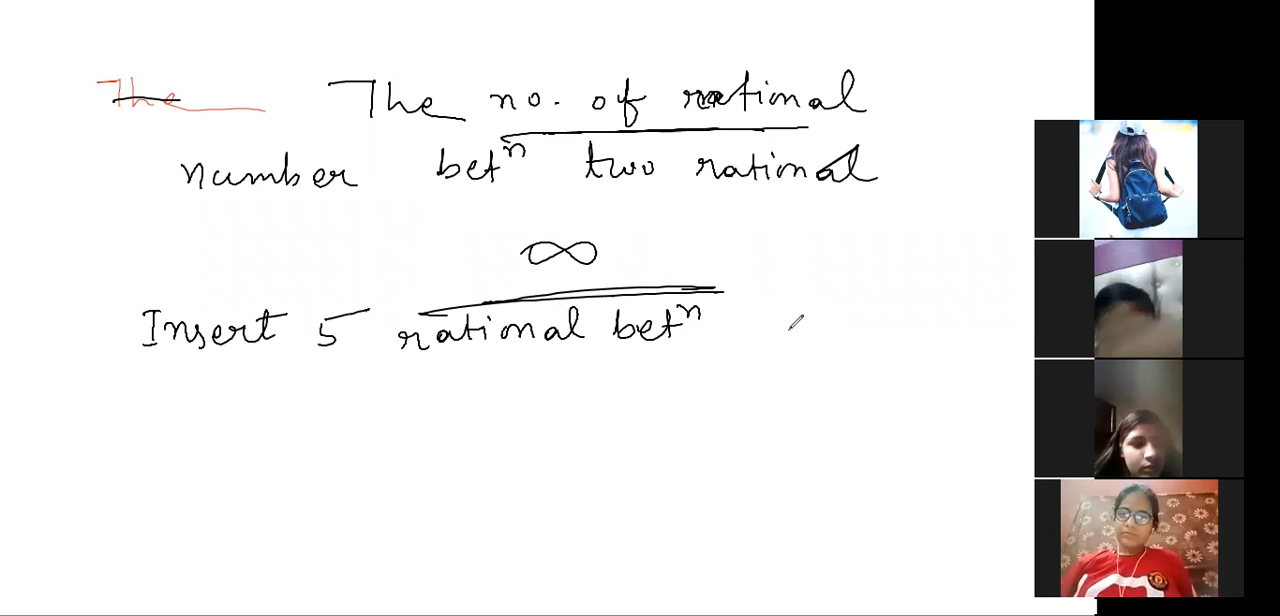 The The no. of rational
number betⁿ two rational
∞
Insert 5 rational betⁿ